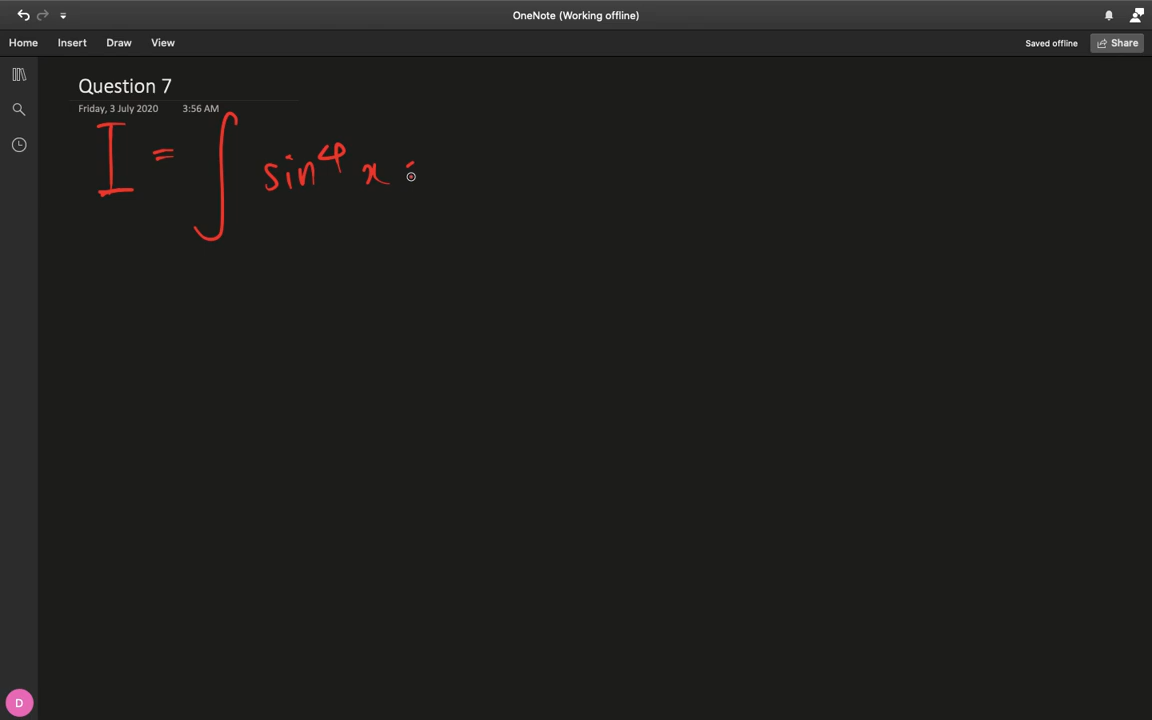 OneNote (Working offline)
Home Insert Draw View Saved offline Share
Question 7
Friday, 3 July 2020 3:56 AM
I = ∫ sin⁴ x
D